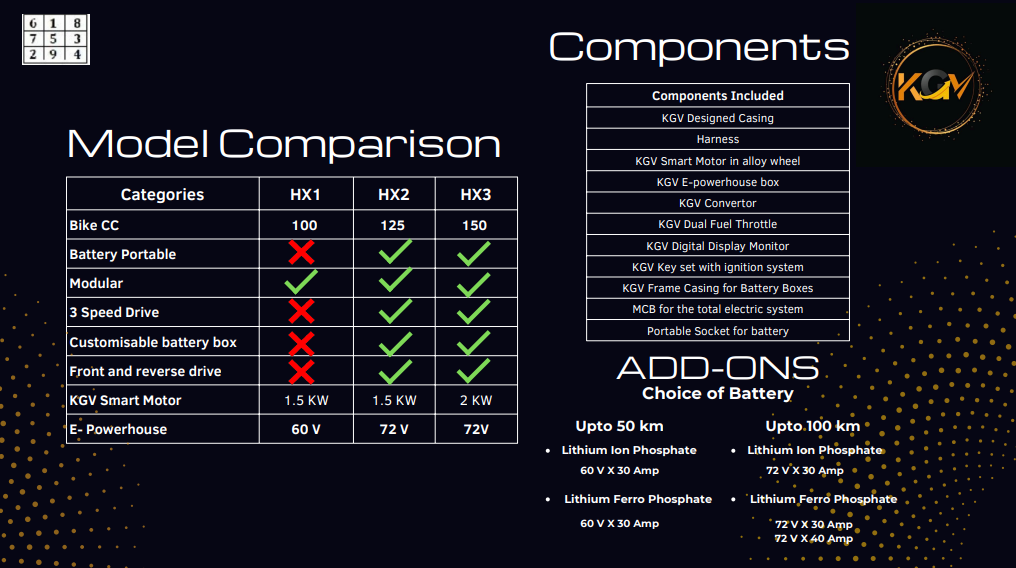 6 1 8
7 5 3
2 9 4
Components
KGV
Components Included
KGV Designed Casing
Harness
KGV Smart Motor in alloy wheel
KGV E-powerhouse box
KGV Convertor
KGV Dual Fuel Throttle
KGV Digital Display Monitor
KGV Key set with ignition system
KGV Frame Casing for Battery Boxes
MCB for the total electric system
Portable Socket for battery
Model Comparison
Categories HX1 HX2 HX3
Bike CC 100 125 150
Battery Portable
Modular
3 Speed Drive
Customisable battery box
Front and reverse drive
KGV Smart Motor 1.5 KW 1.5 KW 2 KW
E- Powerhouse 60 V 72 V 72V
ADD-ONS
Choice of Battery
Upto 50 km
• Lithium Ion Phosphate
60 V X 30 Amp
• Lithium Ferro Phosphate
60 V X 30 Amp
Upto 100 km
• Lithium Ion Phosphate
72 V X 30 Amp
• Lithium Ferro Phosphate
72 V X 30 Amp
72 V X 40 Amp